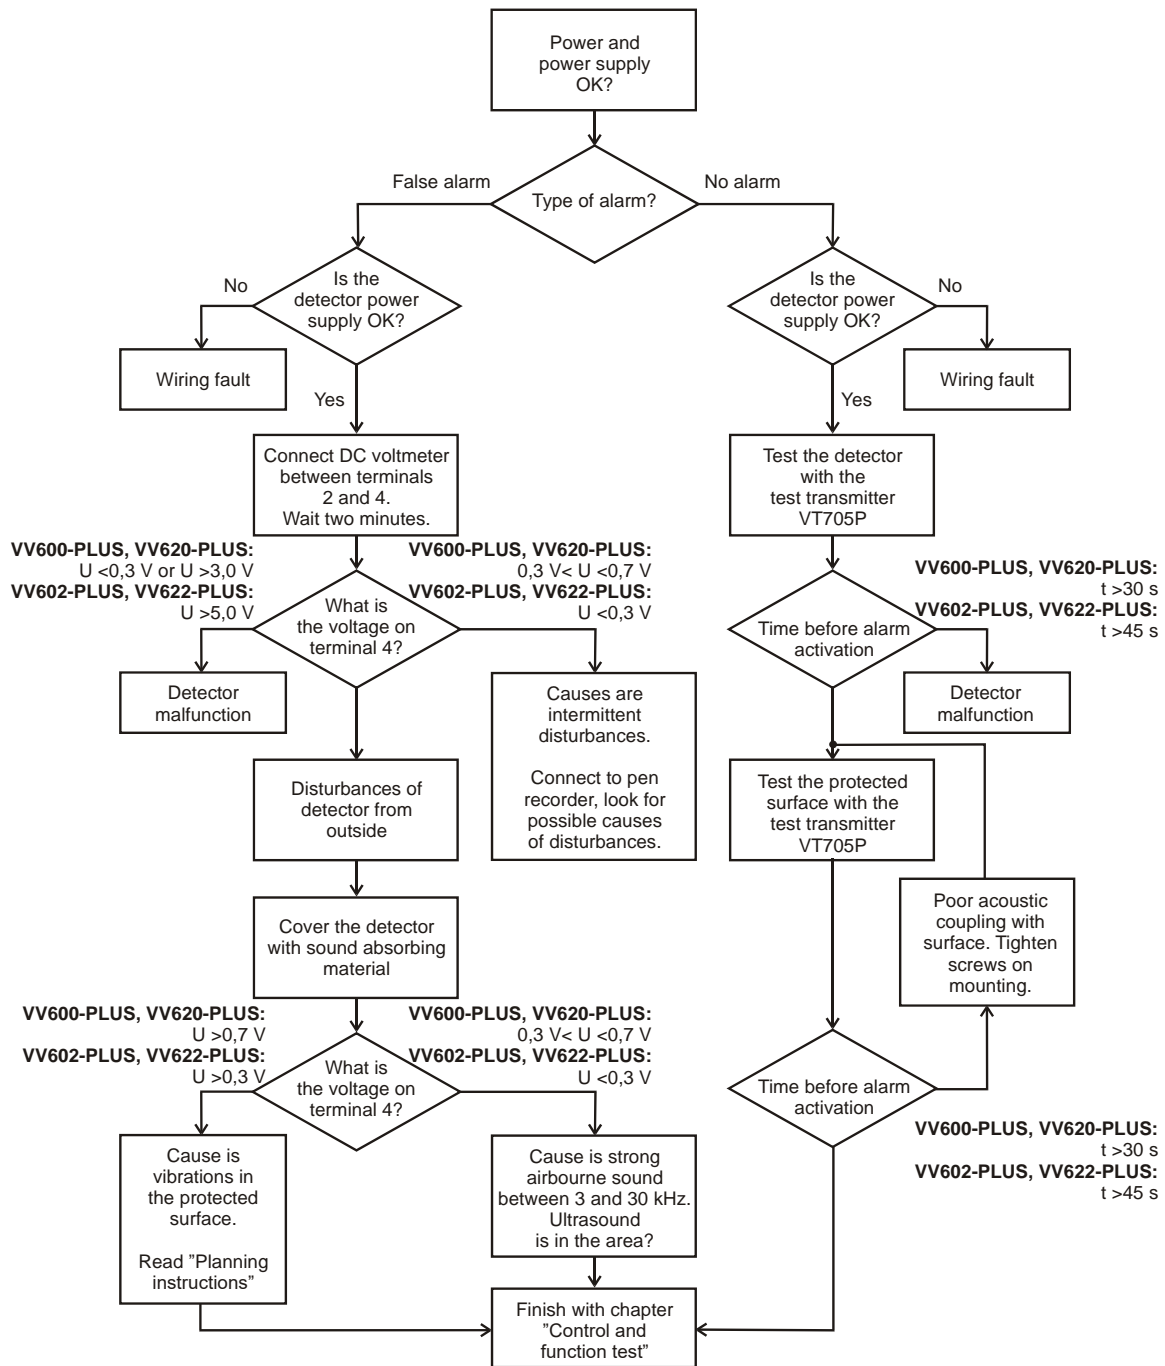 Power and
power supply
OK?
False alarm
No alarm
Type of alarm?
No
Is the
detector power
supply OK?
Is the
detector power
supply OK?
No
Wiring fault
Yes
Yes
Wiring fault
Connect DC voltmeter
between terminals
2 and 4.
Wait two minutes.
Test the detector
with the
test transmitter
VT705P
VV600-PLUS, VV620-PLUS:
U <0,3 V or U >3,0 V
VV602-PLUS, VV622-PLUS:
U >5,0 V
VV600-PLUS, VV620-PLUS:
0,3 V< U <0,7 V
VV602-PLUS, VV622-PLUS:
U <0,3 V
VV600-PLUS, VV620-PLUS:
t >30 s
VV602-PLUS, VV622-PLUS:
t >45 s
What is
the voltage on
terminal 4?
Time before alarm
activation
Detector
malfunction
Causes are
intermittent
disturbances.
Connect to pen
recorder, look for
possible causes
of disturbances.
Detector
malfunction
Disturbances of
detector from
outside
Test the protected
surface with the
test transmitter
VT705P
Cover the detector
with sound absorbing
material
Poor acoustic
coupling with
surface. Tighten
screws on
mounting.
VV600-PLUS, VV620-PLUS:
U >0,7 V
VV602-PLUS, VV622-PLUS:
U >0,3 V
VV600-PLUS, VV620-PLUS:
0,3 V< U <0,7 V
VV602-PLUS, VV622-PLUS:
U <0,3 V
What is
the voltage on
terminal 4?
Time before alarm
activation
VV600-PLUS, VV620-PLUS:
t >30 s
VV602-PLUS, VV622-PLUS:
t >45 s
Cause is
vibrations in
the protected
surface.
Read ”Planning
instructions”
Cause is strong
airbourne sound
between 3 and 30 kHz.
Ultrasound
is in the area?
Finish with chapter
”Control and
function test”